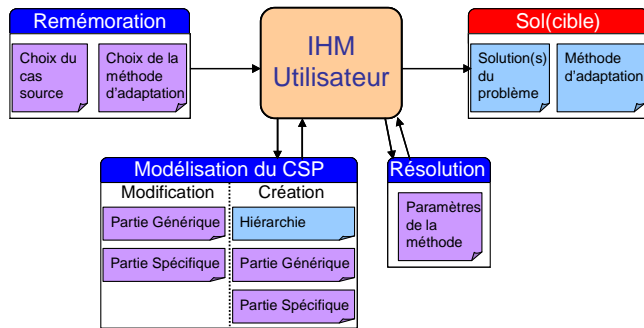 Remémoration
Choix du
cas
source
Choix de la
méthode
d'adaptation
IHM
Utilisateur
Sol(cible)
Solution(s)
du
problème
Méthode
d'adaptation
Modélisation du CSP
Modification
Création
Partie Générique
Hiérarchie
Partie Spécifique
Partie Générique
Partie Spécifique
Résolution
Paramètres
de la
méthode